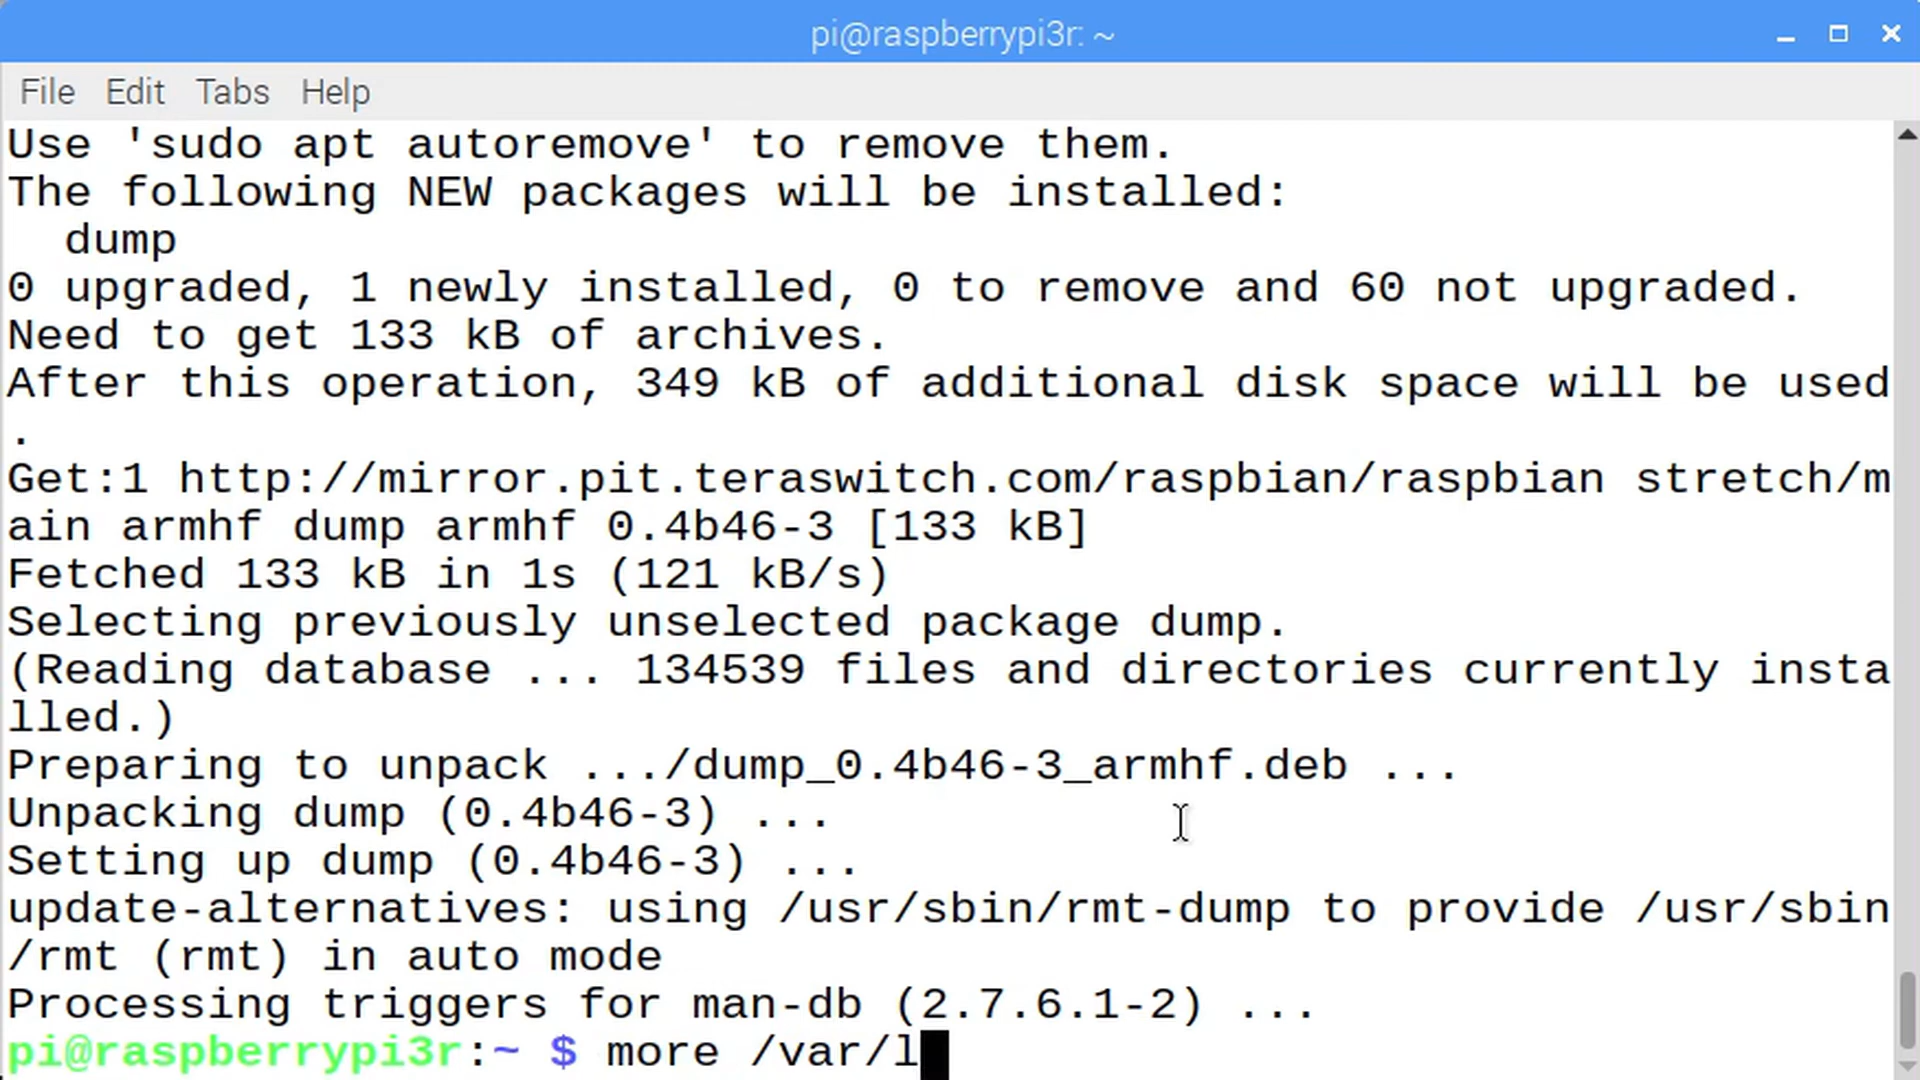 pi@raspberrypi3r: ~
File Edit Tabs Help
Use 'sudo apt autoremove' to remove them.
The following NEW packages will be installed:
  dump
0 upgraded, 1 newly installed, 0 to remove and 60 not upgraded.
Need to get 133 kB of archives.
After this operation, 349 kB of additional disk space will be used
.
Get:1 http://mirror.pit.teraswitch.com/raspbian/raspbian stretch/m
ain armhf dump armhf 0.4b46-3 [133 kB]
Fetched 133 kB in 1s (121 kB/s)
Selecting previously unselected package dump.
(Reading database ... 134539 files and directories currently insta
lled.)
Preparing to unpack .../dump_0.4b46-3_armhf.deb ...
Unpacking dump (0.4b46-3) ...
Setting up dump (0.4b46-3) ...
update-alternatives: using /usr/sbin/rmt-dump to provide /usr/sbin
/rmt (rmt) in auto mode
Processing triggers for man-db (2.7.6.1-2) ...
pi@raspberrypi3r:~ $ more /var/l